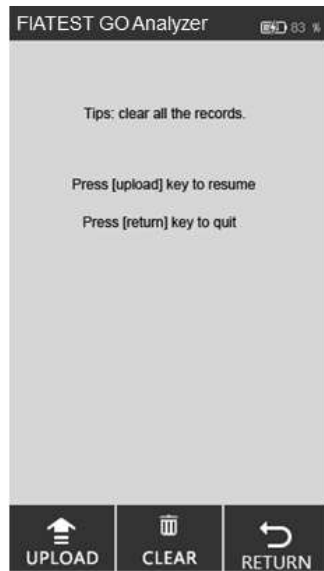 FIATEST GO Analyzer 83 %
Tips: clear all the records.
Press [upload] key to resume
Press [return] key to quit
UPLOAD CLEAR RETURN